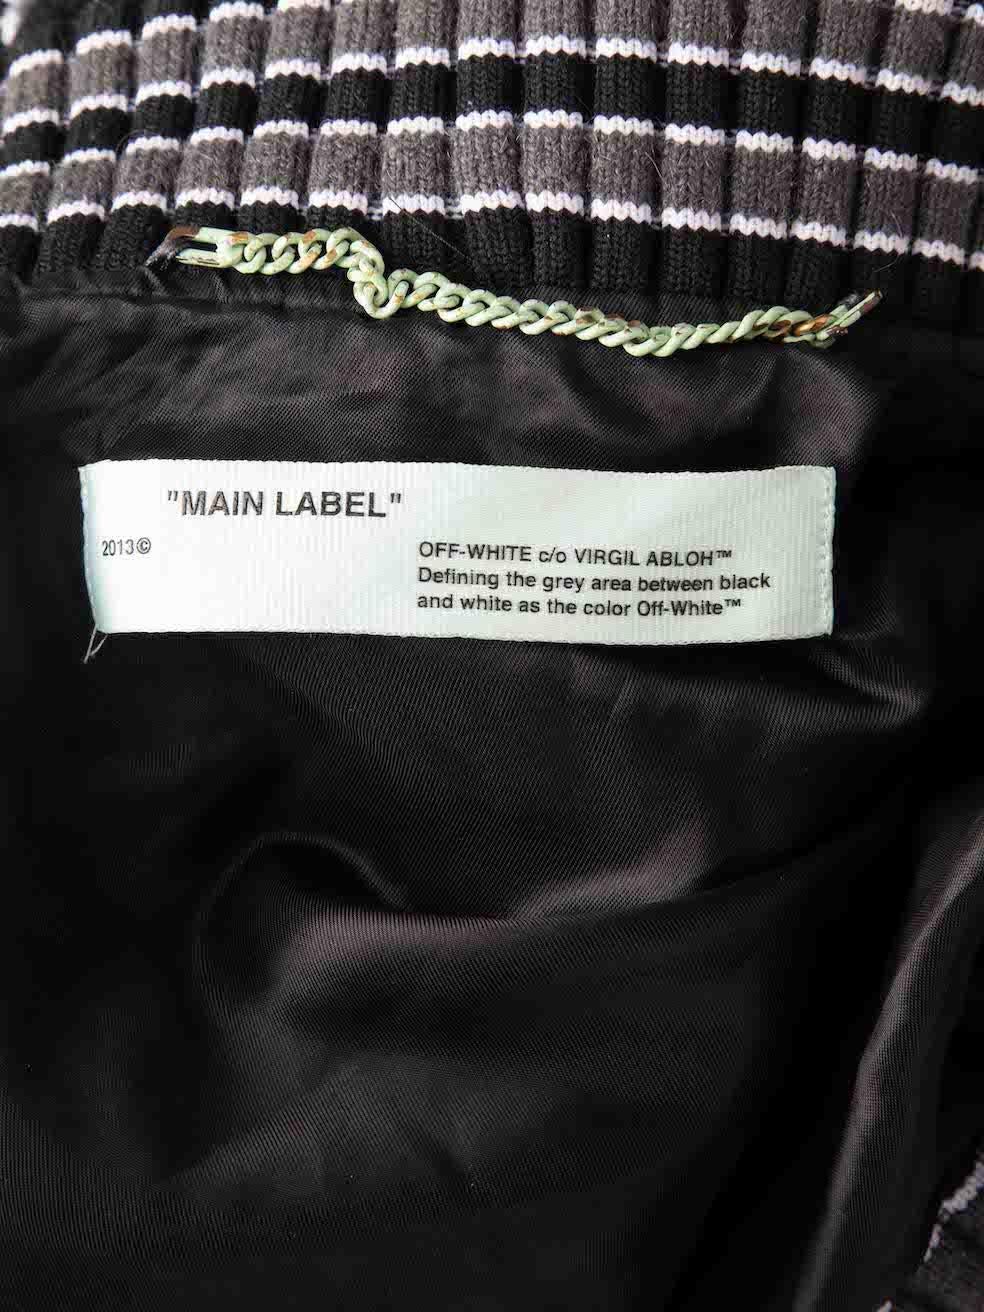 "MAIN LABEL"
2013©
OFF-WHITE c/o VIRGIL ABLOH™
Defining the grey area between black
and white as the color Off-White™